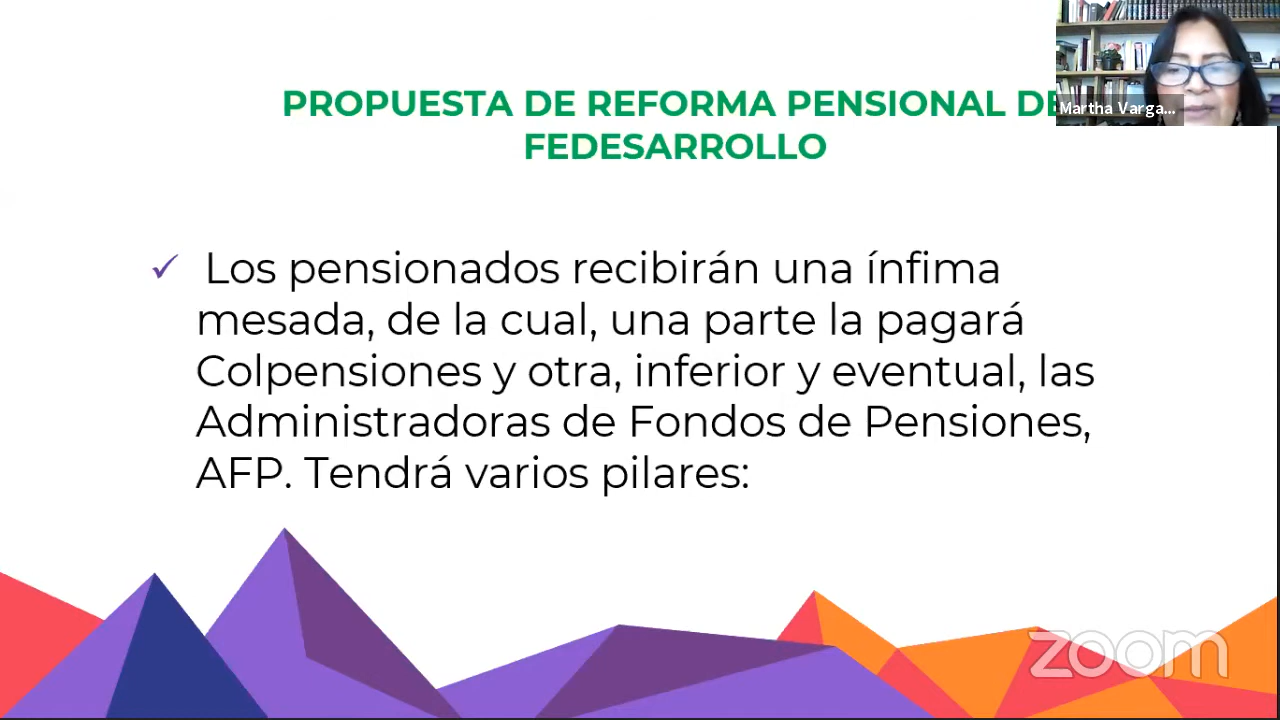 PROPUESTA DE REFORMA PENSIONAL DE
FEDESARROLLO
Martha Varga...
✓ Los pensionados recibirán una ínfima
mesada, de la cual, una parte la pagará
Colpensiones y otra, inferior y eventual, las
Administradoras de Fondos de Pensiones,
AFP. Tendrá varios pilares:
zoom